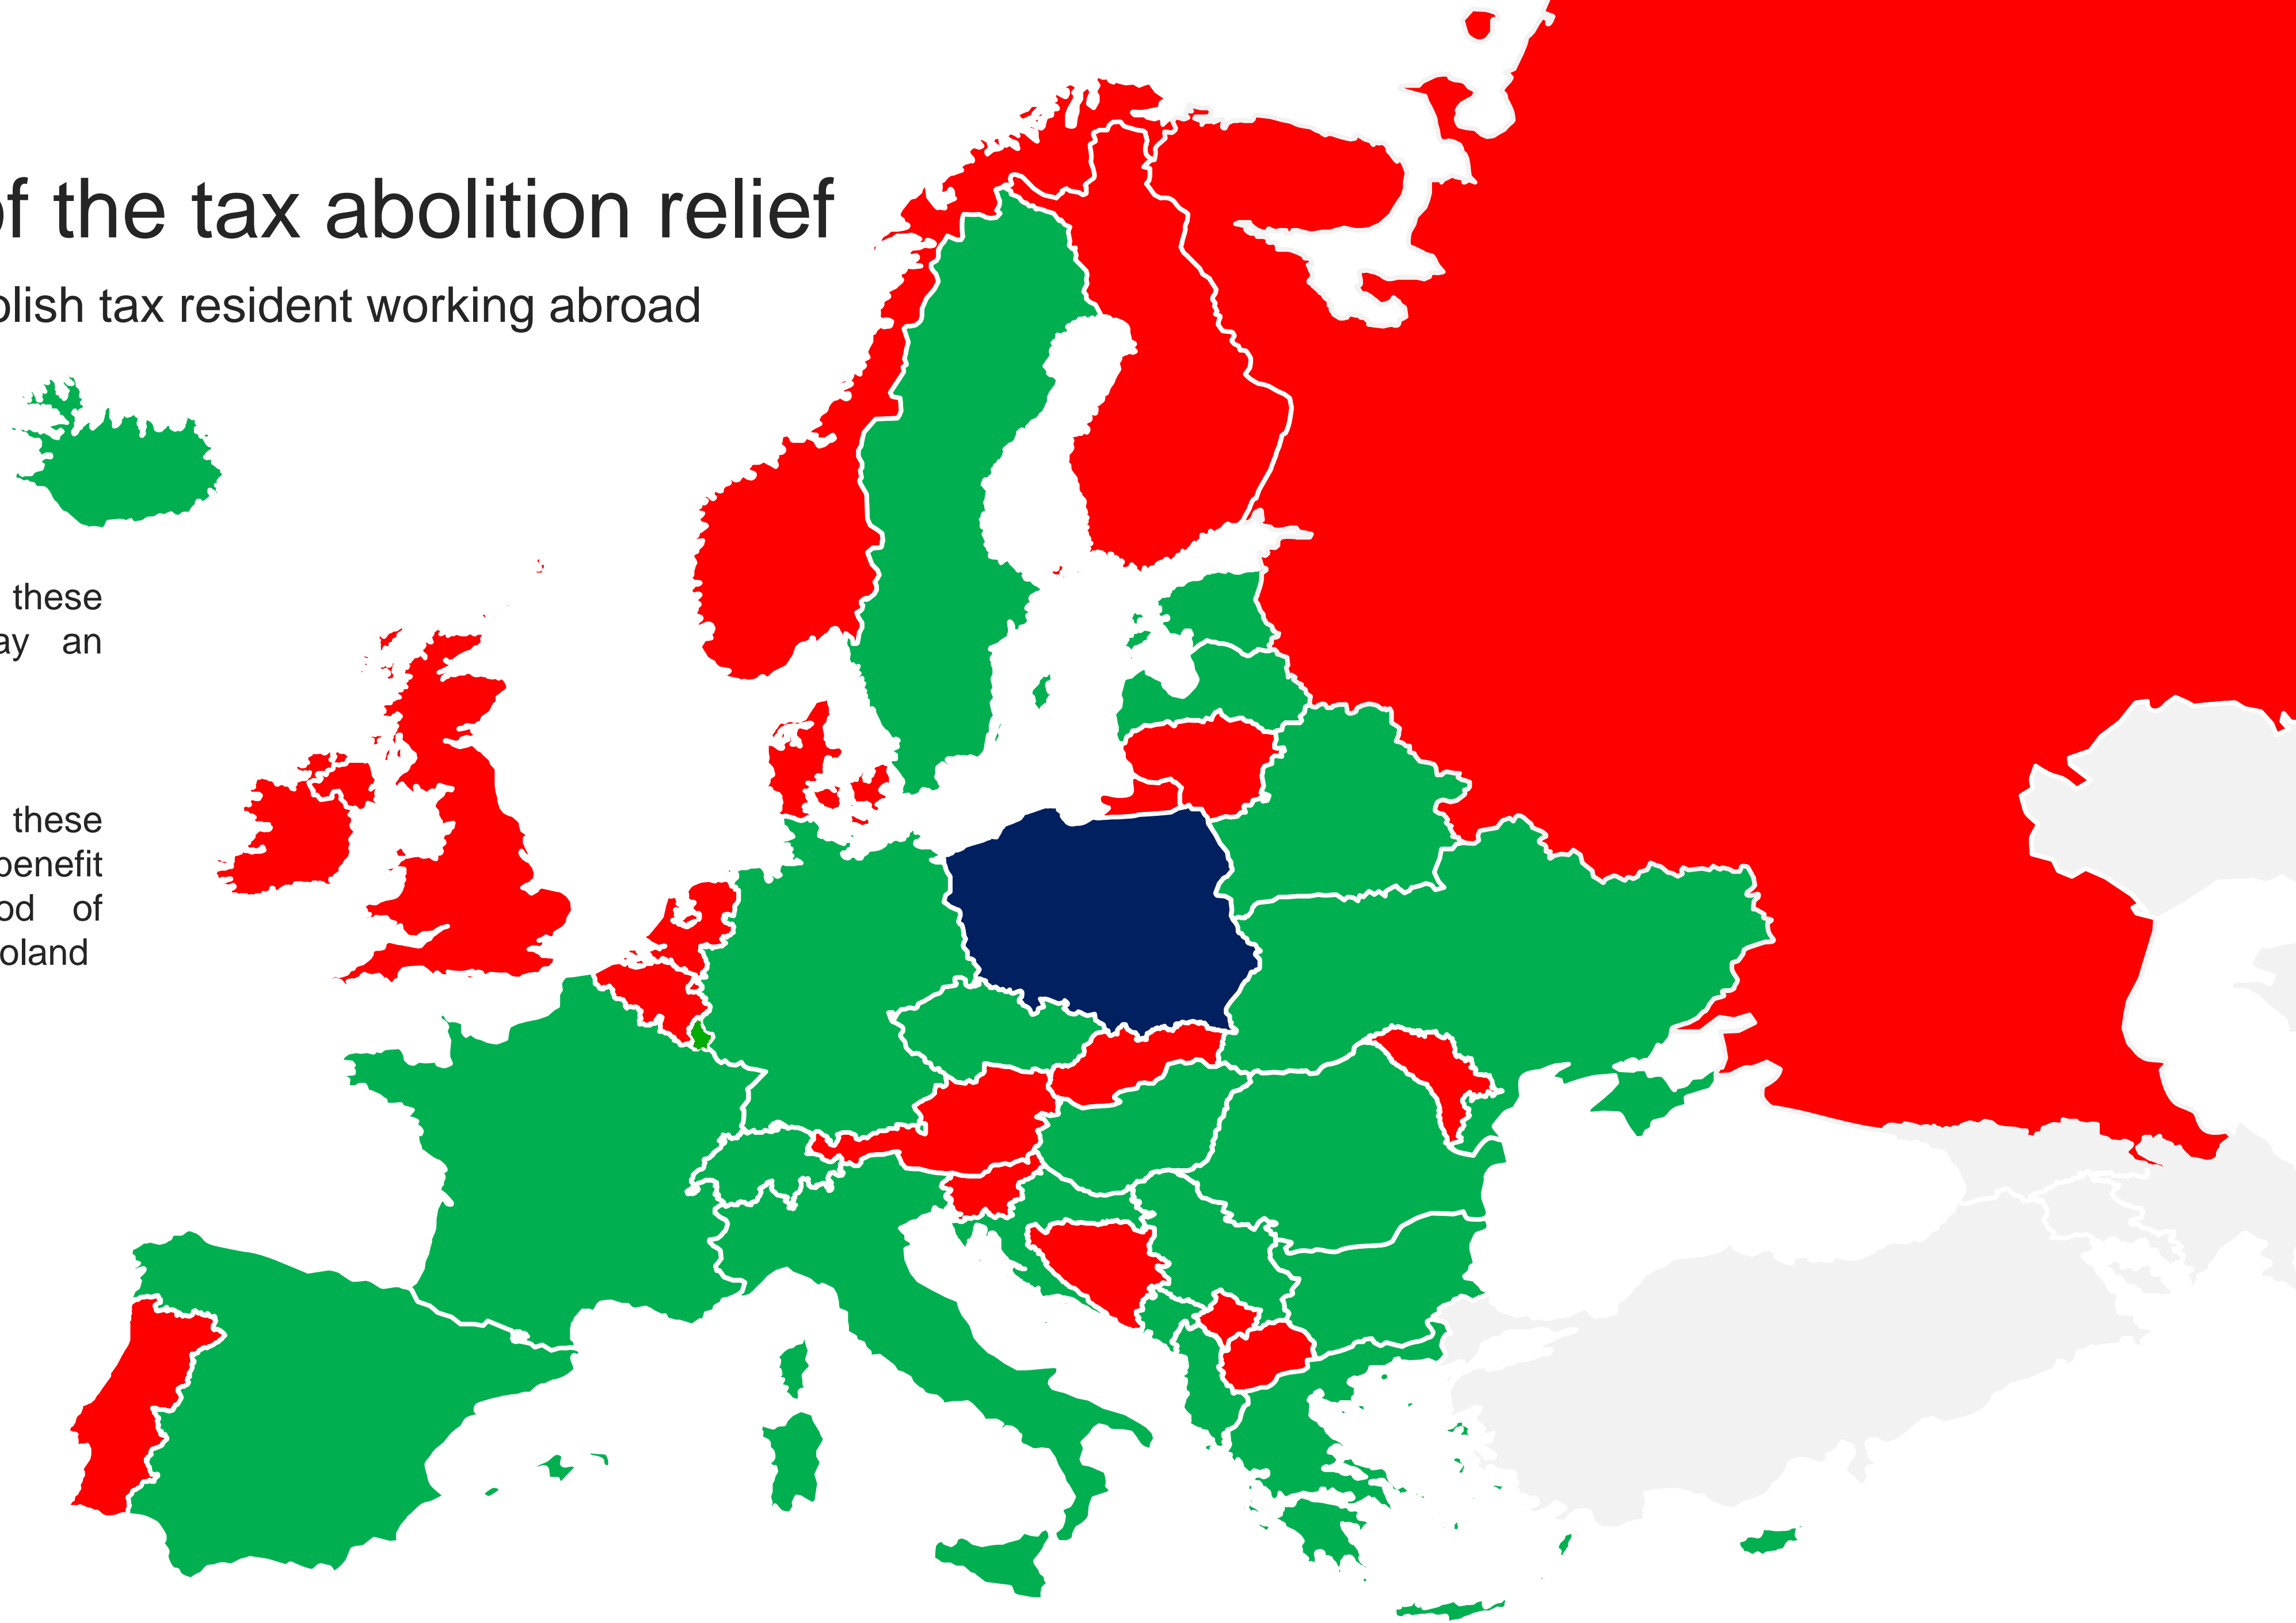 of the tax abolition relief
olish tax resident working abroad
these
ay an
these
benefit
od of
oland